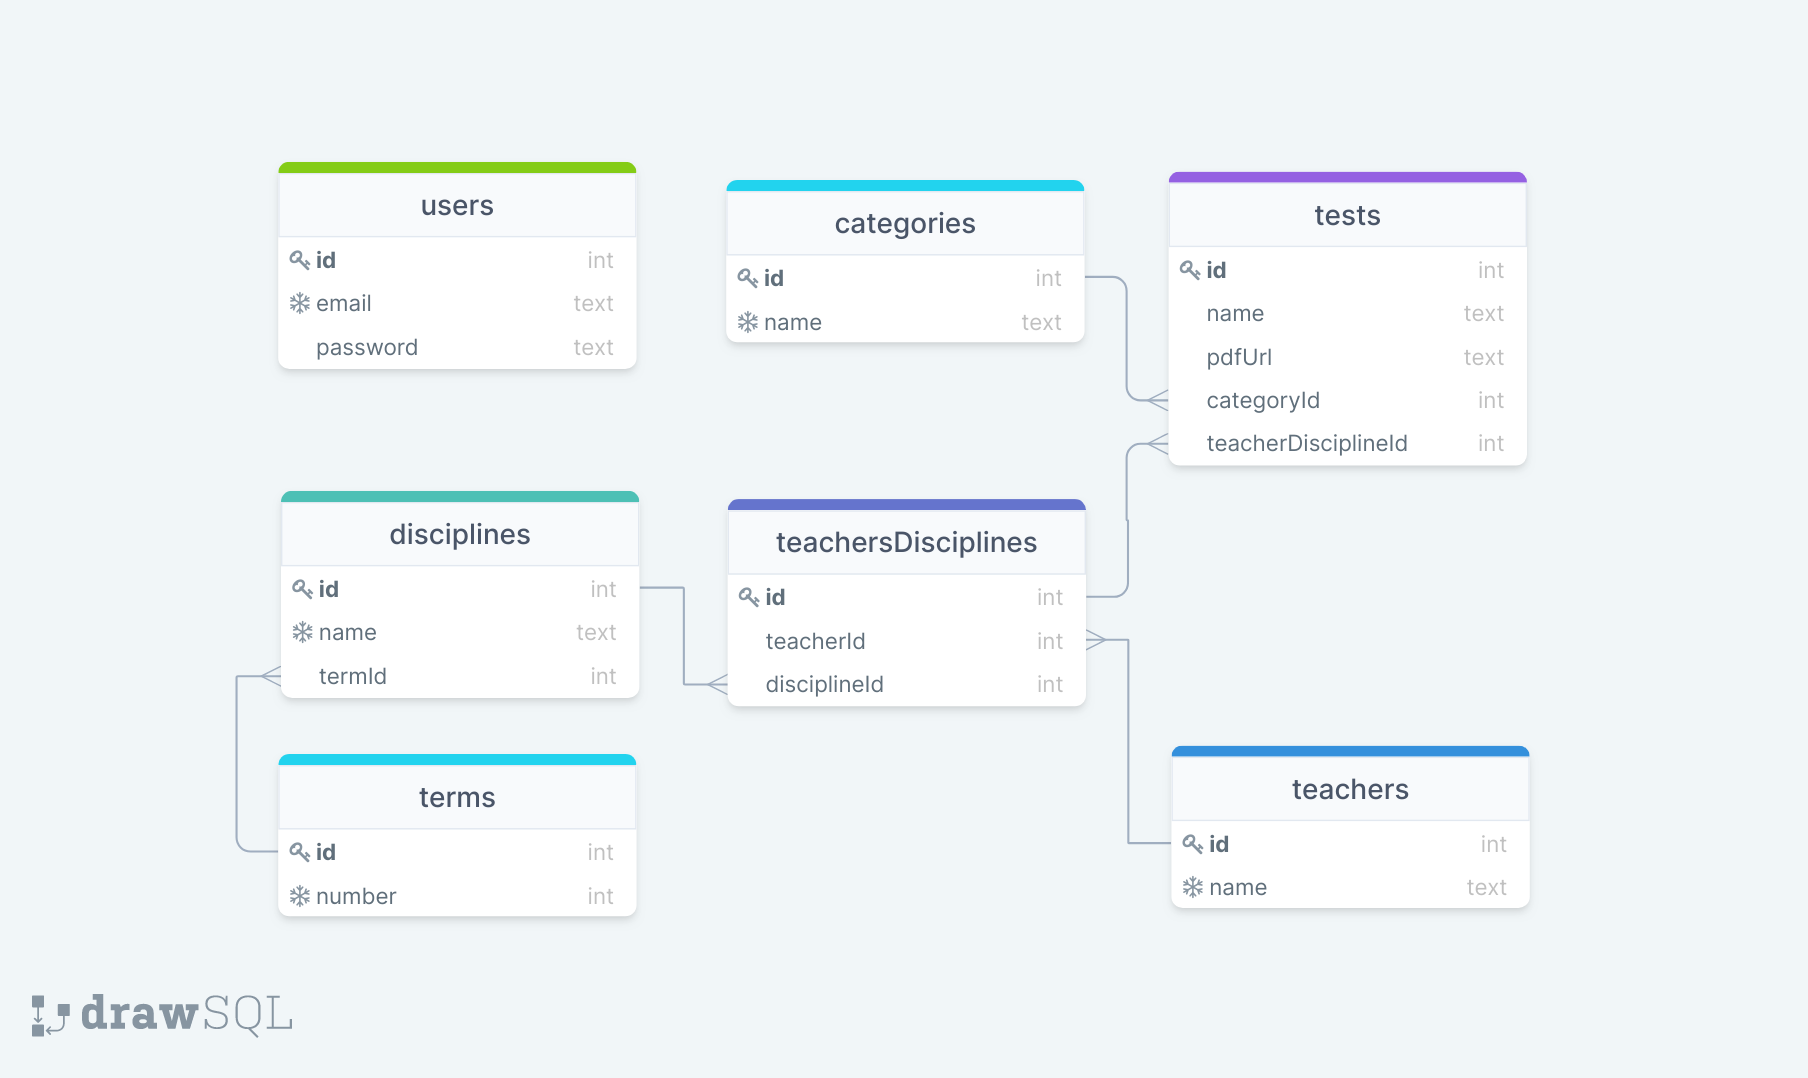 users
id int
email text
password text
categories
id int
name text
tests
id int
name text
pdfUrl text
categoryId int
teacherDisciplineId int
disciplines
id int
name text
termId int
teachersDisciplines
id int
teacherId int
disciplineId int
terms
id int
number int
teachers
id int
name text
drawSQL